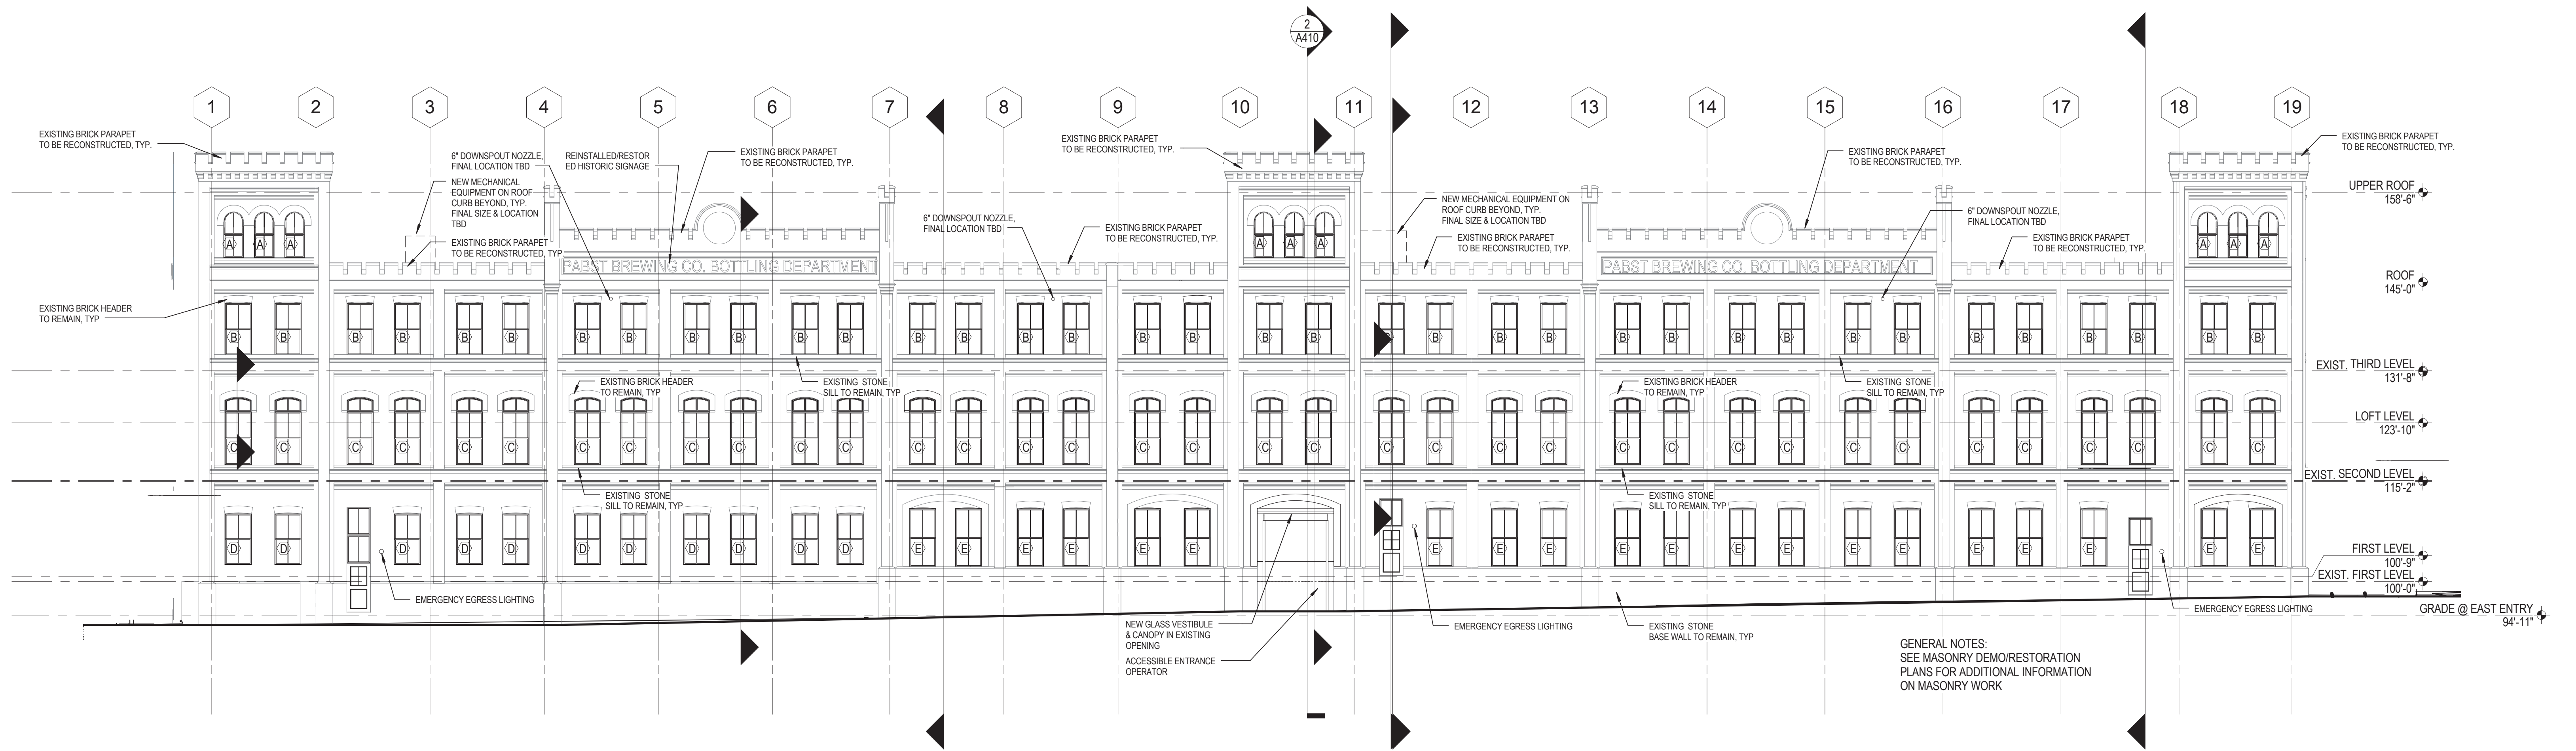 2
A410
1 2 3 4 5 6 7 8 9 10 11 12 13 14 15 16 17 18 19
EXISTING BRICK PARAPET
TO BE RECONSTRUCTED, TYP.
6" DOWNSPOUT NOZZLE,
FINAL LOCATION TBD
REINSTALLED/RESTOR
ED HISTORIC SIGNAGE
EXISTING BRICK PARAPET
TO BE RECONSTRUCTED, TYP.
EXISTING BRICK PARAPET
TO BE RECONSTRUCTED, TYP.
EXISTING BRICK PARAPET
TO BE RECONSTRUCTED, TYP.
EXISTING BRICK PARAPET
TO BE RECONSTRUCTED, TYP.
NEW MECHANICAL
EQUIPMENT ON ROOF
CURB BEYOND, TYP.
FINAL SIZE & LOCATION
TBD
EXISTING BRICK PARAPET
TO BE RECONSTRUCTED, TYP.
6" DOWNSPOUT NOZZLE,
FINAL LOCATION TBD
EXISTING BRICK PARAPET
TO BE RECONSTRUCTED, TYP.
NEW MECHANICAL EQUIPMENT ON
ROOF CURB BEYOND, TYP.
FINAL SIZE & LOCATION TBD
EXISTING BRICK PARAPET
TO BE RECONSTRUCTED, TYP.
6" DOWNSPOUT NOZZLE,
FINAL LOCATION TBD
EXISTING BRICK PARAPET
TO BE RECONSTRUCTED, TYP.
UPPER ROOF
158'-6"
A A A A A A A A A
PABST BREWING CO. BOTTLING DEPARTMENT
PABST BREWING CO. BOTTLING DEPARTMENT
ROOF
145'-0"
EXISTING BRICK HEADER
TO REMAIN, TYP
B B B B B B B B B B B B B B B B B B B B B B B B B B B B B B B B B B B B
EXIST. THIRD LEVEL
131'-8"
EXISTING BRICK HEADER
TO REMAIN, TYP
EXISTING STONE
SILL TO REMAIN, TYP
EXISTING BRICK HEADER
TO REMAIN, TYP
EXISTING STONE
SILL TO REMAIN, TYP
LOFT LEVEL
123'-10"
C C C C C C C C C C C C C C C C C C C C C C C C C C C C C C C C C C C C
EXIST. SECOND LEVEL
115'-2"
EXISTING STONE
SILL TO REMAIN, TYP
EXISTING STONE
SILL TO REMAIN, TYP
D D D D D D D D D D D E E E E E E E E E E E E E E E E E E E
FIRST LEVEL
100'-9"
EXIST. FIRST LEVEL
100'-0"
EMERGENCY EGRESS LIGHTING
GRADE @ EAST ENTRY
94'-11"
EMERGENCY EGRESS LIGHTING
NEW GLASS VESTIBULE
& CANOPY IN EXISTING
OPENING
EMERGENCY EGRESS LIGHTING
EXISTING STONE
BASE WALL TO REMAIN, TYP
ACCESSIBLE ENTRANCE
OPERATOR
GENERAL NOTES:
SEE MASONRY DEMO/RESTORATION
PLANS FOR ADDITIONAL INFORMATION
ON MASONRY WORK